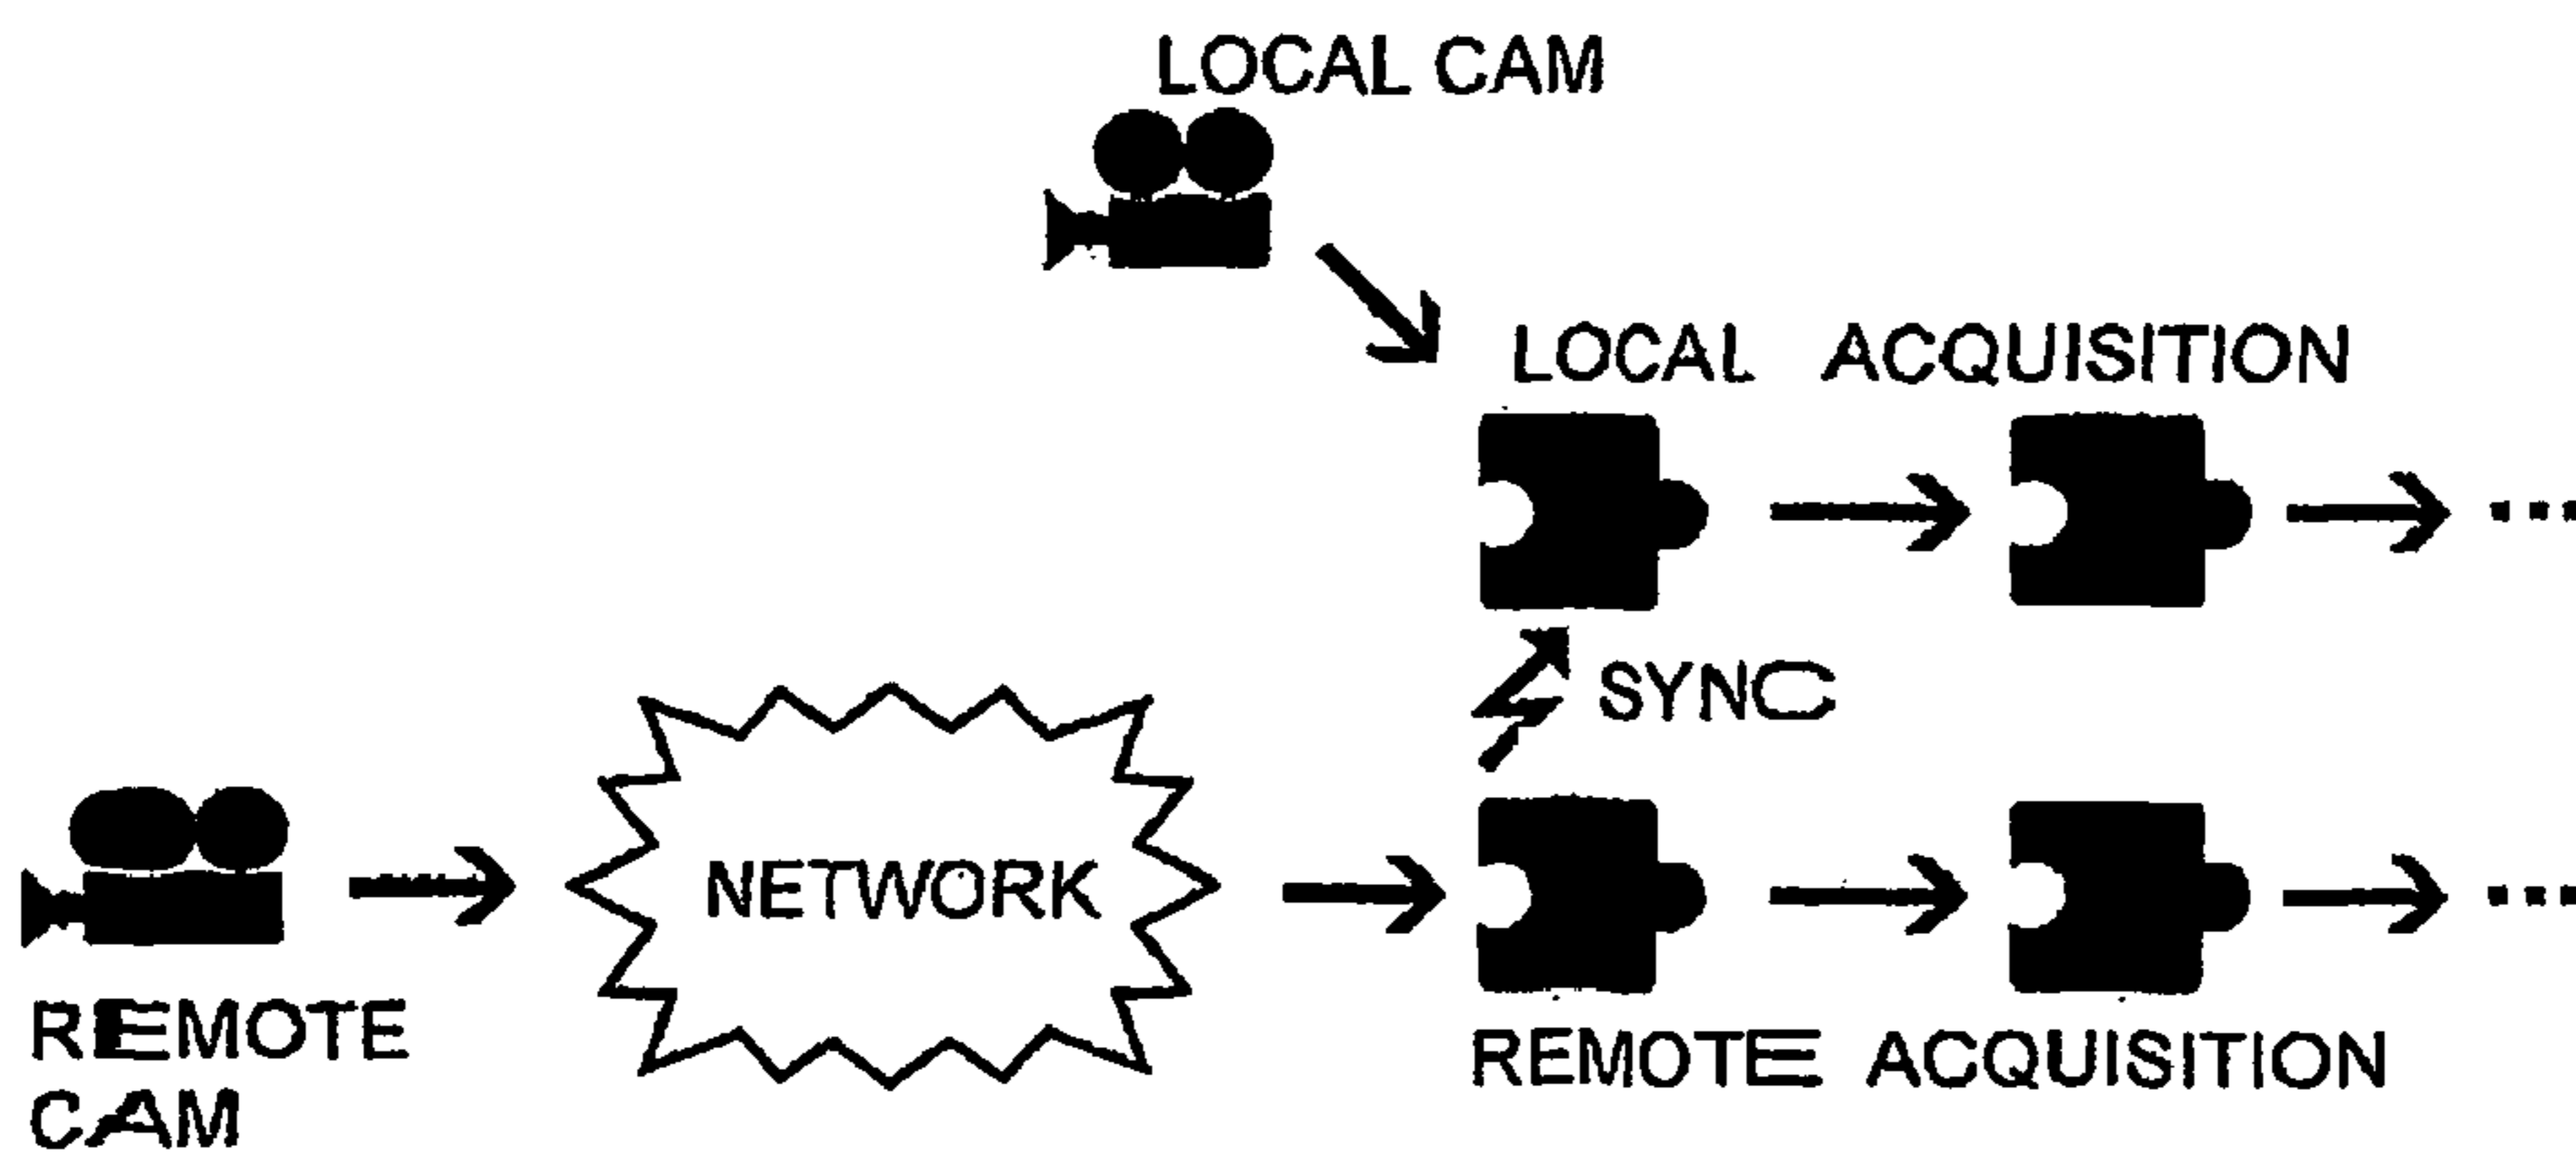 LOCAL CAM
LOCAL ACQUISITION
SYNC
NETWORK
REMOTE
CAM
REMOTE ACQUISITION